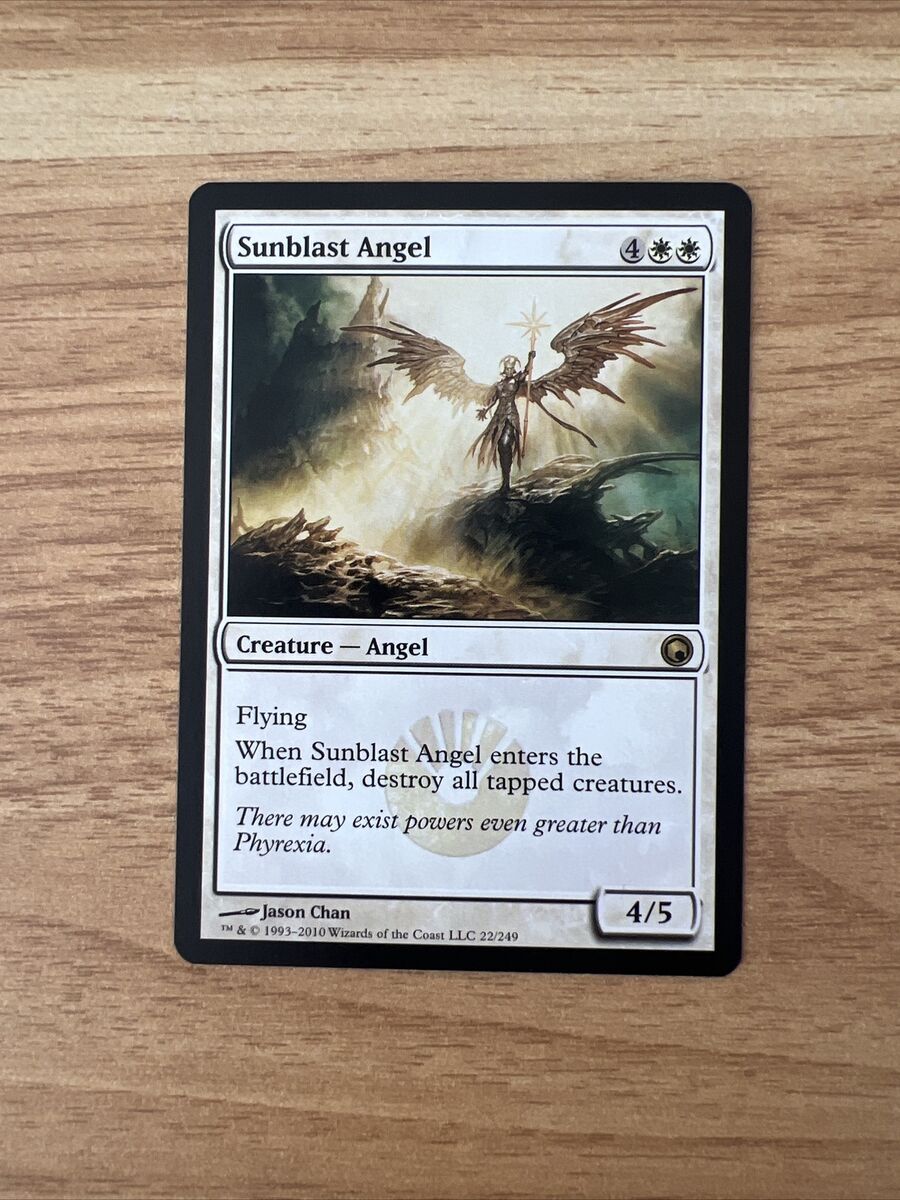 Sunblast Angel 4
Creature — Angel
Flying
When Sunblast Angel enters the
battlefield, destroy all tapped creatures.
There may exist powers even greater than
Phyrexia.
Jason Chan
4/5
™ & © 1993–2010 Wizards of the Coast LLC 22/249